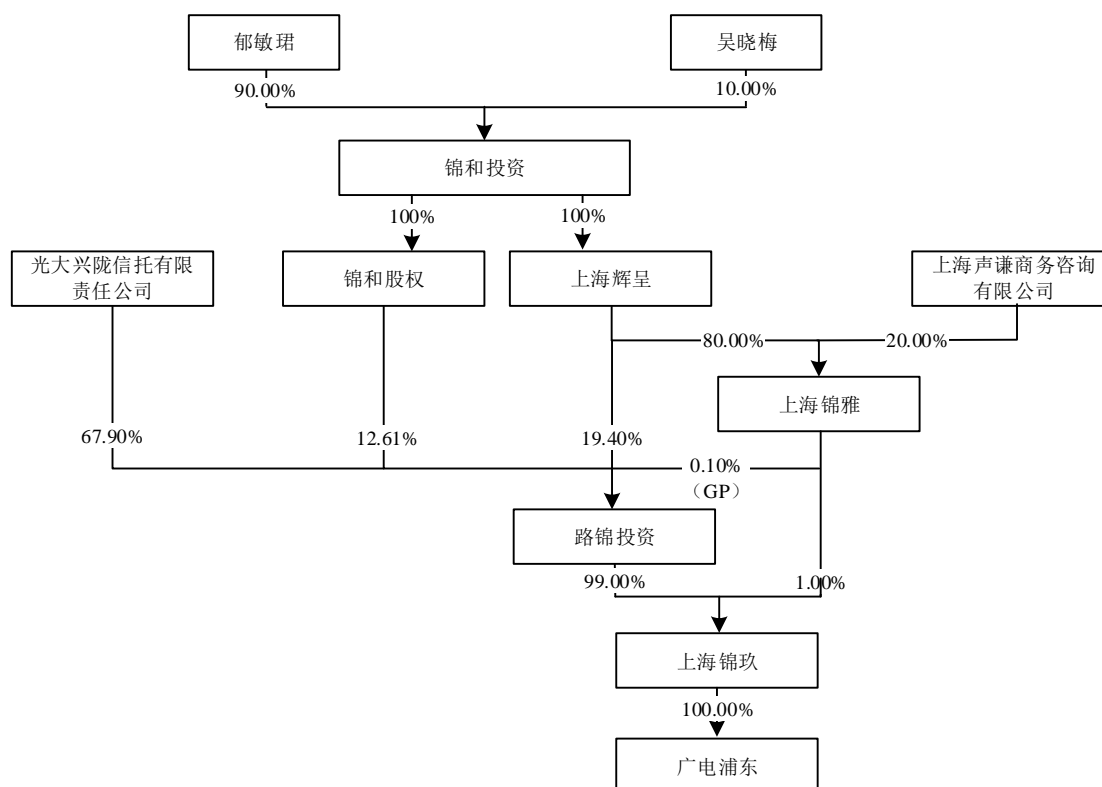 郁敏珺
吴晓梅
90.00%
10.00%
锦和投资
100%
100%
光大兴陇信托有限
责任公司
锦和股权
上海辉呈
上海声谦商务咨询
有限公司
80.00%
20.00%
上海锦雅
67.90%
12.61%
19.40%
0.10%
（GP）
路锦投资
99.00%
1.00%
上海锦玖
100.00%
广电浦东